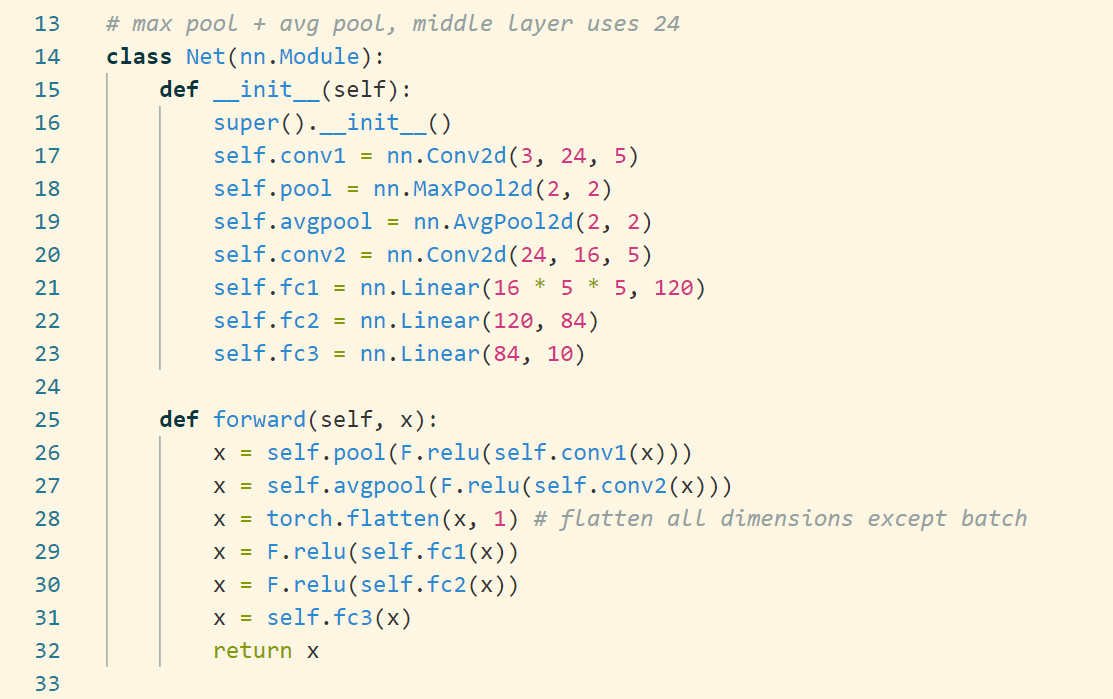 13 # max pool + avg pool, middle layer uses 24
14 class Net(nn.Module):
15     def __init__(self):
16         super().__init__()
17         self.conv1 = nn.Conv2d(3, 24, 5)
18         self.pool = nn.MaxPool2d(2, 2)
19         self.avgpool = nn.AvgPool2d(2, 2)
20         self.conv2 = nn.Conv2d(24, 16, 5)
21         self.fc1 = nn.Linear(16 * 5 * 5, 120)
22         self.fc2 = nn.Linear(120, 84)
23         self.fc3 = nn.Linear(84, 10)
24
25     def forward(self, x):
26         x = self.pool(F.relu(self.conv1(x)))
27         x = self.avgpool(F.relu(self.conv2(x)))
28         x = torch.flatten(x, 1) # flatten all dimensions except batch
29         x = F.relu(self.fc1(x))
30         x = F.relu(self.fc2(x))
31         x = self.fc3(x)
32         return x
33